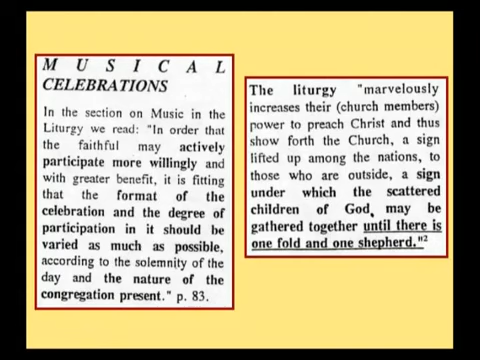 MUSICAL
CELEBRATIONS
In the section on Music in the
Liturgy we read: "In order that
the faithful may actively
participate more willingly and
with greater benefit, it is fitting
that the format of the
celebration and the degree of
participation in it should be
varied as much as possible,
according to the solemnity of the
day and the nature of the
congregation present." p. 83.
The liturgy "marvelously
increases their (church members)
power to preach Christ and thus
show forth the Church, a sign
lifted up among the nations, to
those who are outside, a sign
under which the scattered
children of God, may be
gathered together until there is
one fold and one shepherd."²